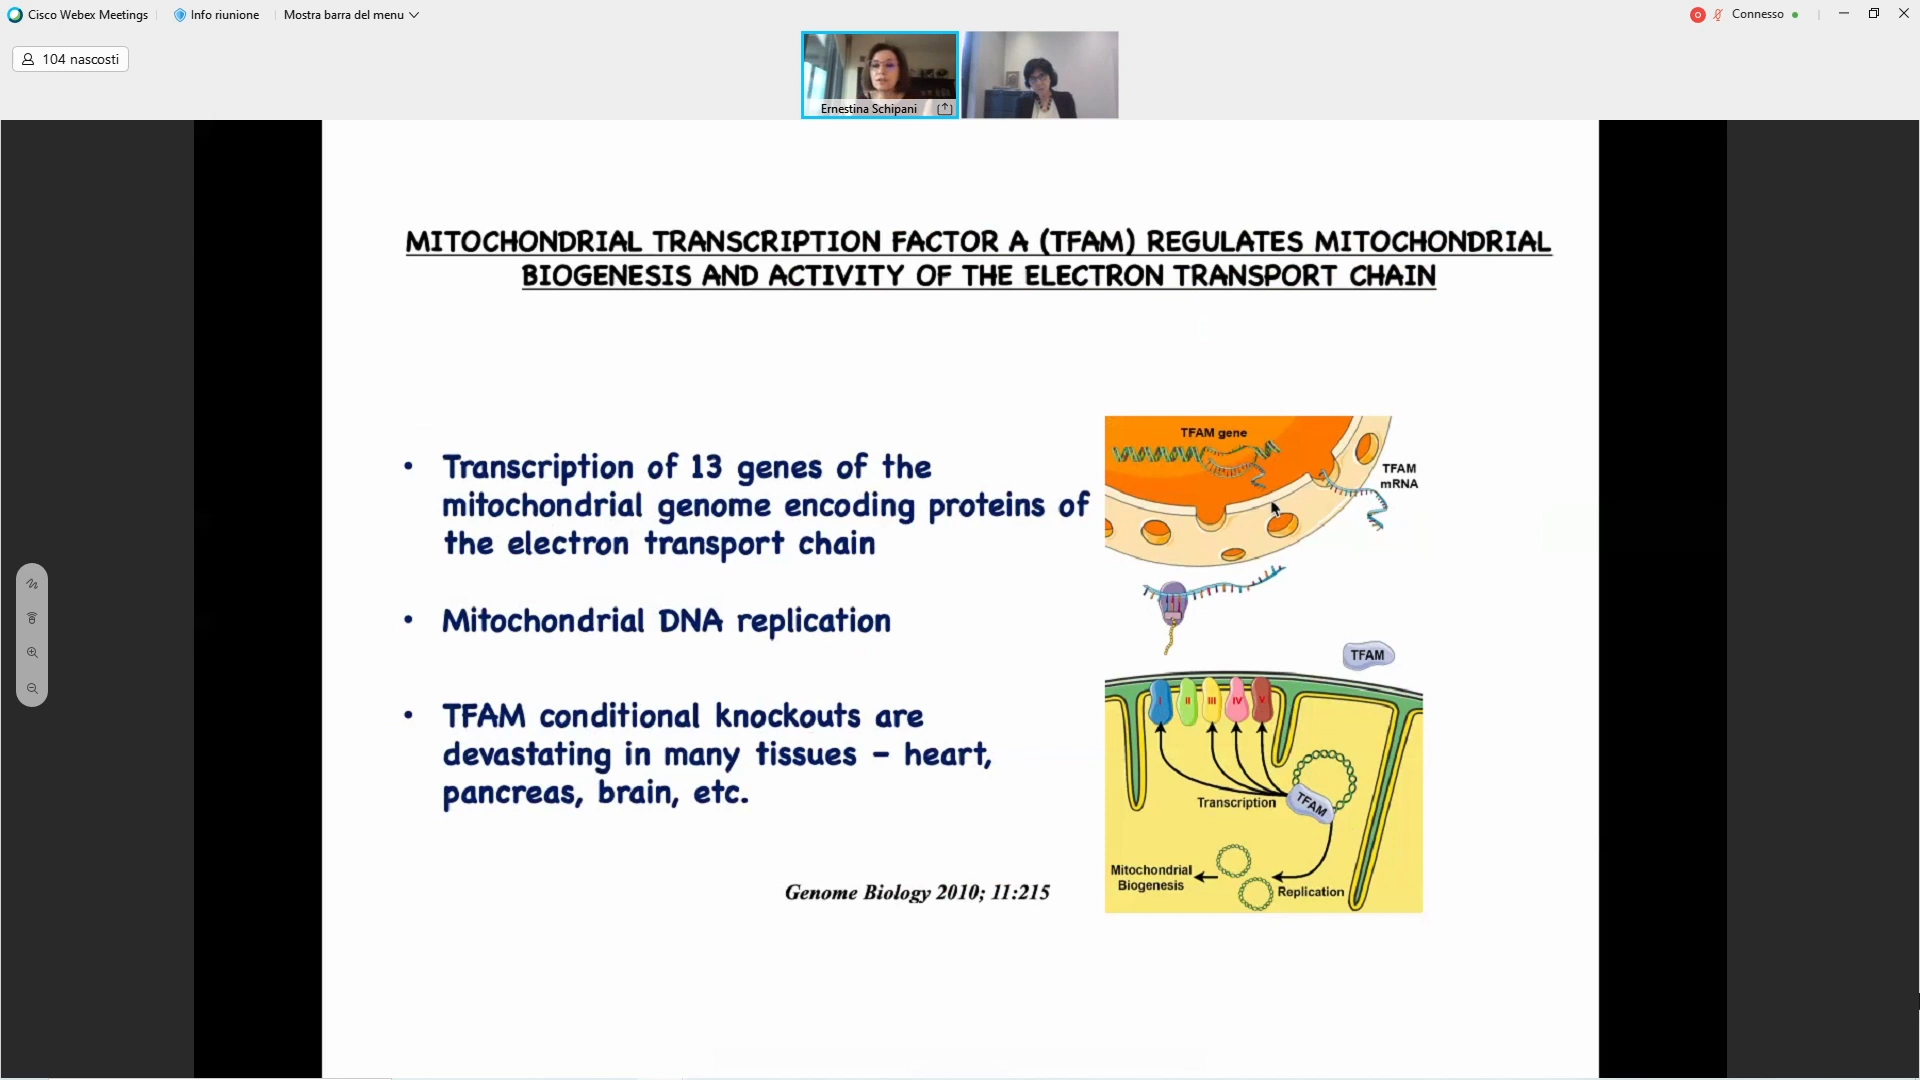 Cisco Webex Meetings
Info riunione
Mostra barra del menu
Connesso
104 nascosti
Ernestina Schipani
MITOCHONDRIAL TRANSCRIPTION FACTOR A (TFAM) REGULATES MITOCHONDRIAL
BIOGENESIS AND ACTIVITY OF THE ELECTRON TRANSPORT CHAIN
• Transcription of 13 genes of the
mitochondrial genome encoding proteins of
the electron transport chain
• Mitochondrial DNA replication
• TFAM conditional knockouts are
devastating in many tissues – heart,
pancreas, brain, etc.
Genome Biology 2010; 11:215
TFAM gene
TFAM
mRNA
TFAM
I II III IV V
Transcription
TFAM
Mitochondrial
Biogenesis
Replication